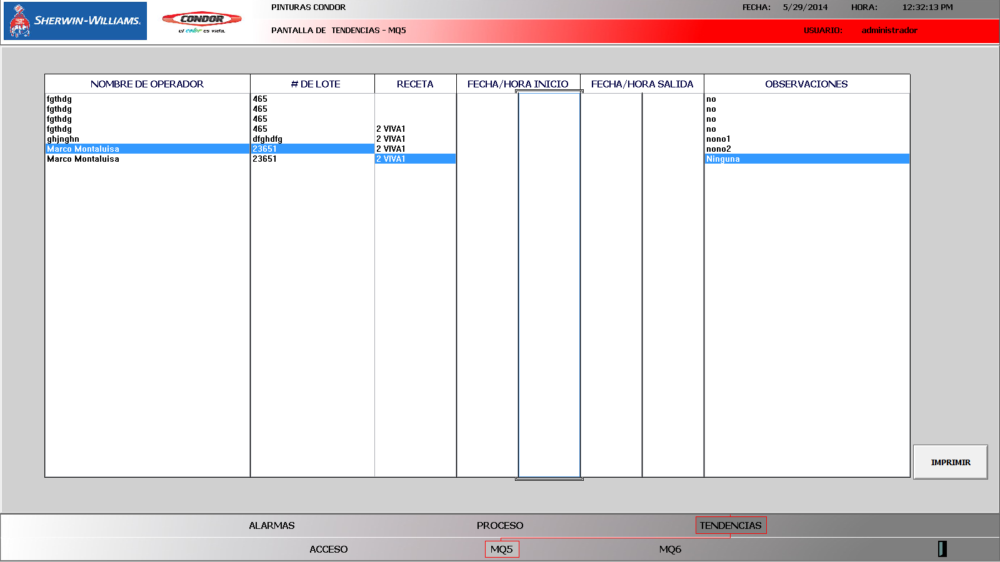 SHERWIN-WILLIAMS.
CONDOR
el color es vida.
PINTURAS CONDOR
FECHA: 5/29/2014 HORA: 12:32:13 PM
PANTALLA DE TENDENCIAS - MQ5
USUARIO: administrador
NOMBRE DE OPERADOR # DE LOTE RECETA FECHA/HORA INICIO FECHA/HORA SALIDA OBSERVACIONES
fgthdg 465 no
fgthdg 465 no
fgthdg 465 no
fgthdg 465 2 VIVA1 no
ghjnghn dfghdfg 2 VIVA1 nono1
Marco Montaluisa 23651 2 VIVA1 nono2
Marco Montaluisa 23651 2 VIVA1 Ninguna
IMPRIMIR
ALARMAS PROCESO TENDENCIAS
ACCESO MQ5 MQ6